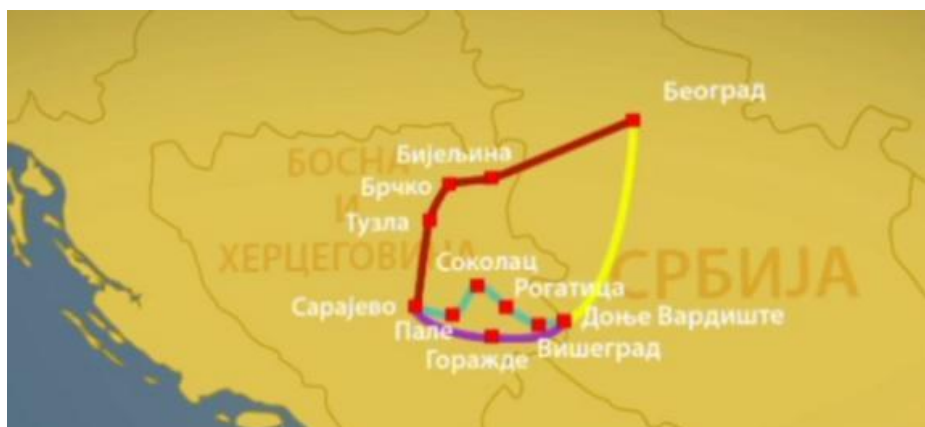 Београд
Бијељина
БОСНА
И
ХЕРЦЕГОВИНА
Брчко
Тузла
Соколац
СРБИЈА
Рогатица
Сарајево
Доње Вардиште
Пале
Вишеград
Горажде